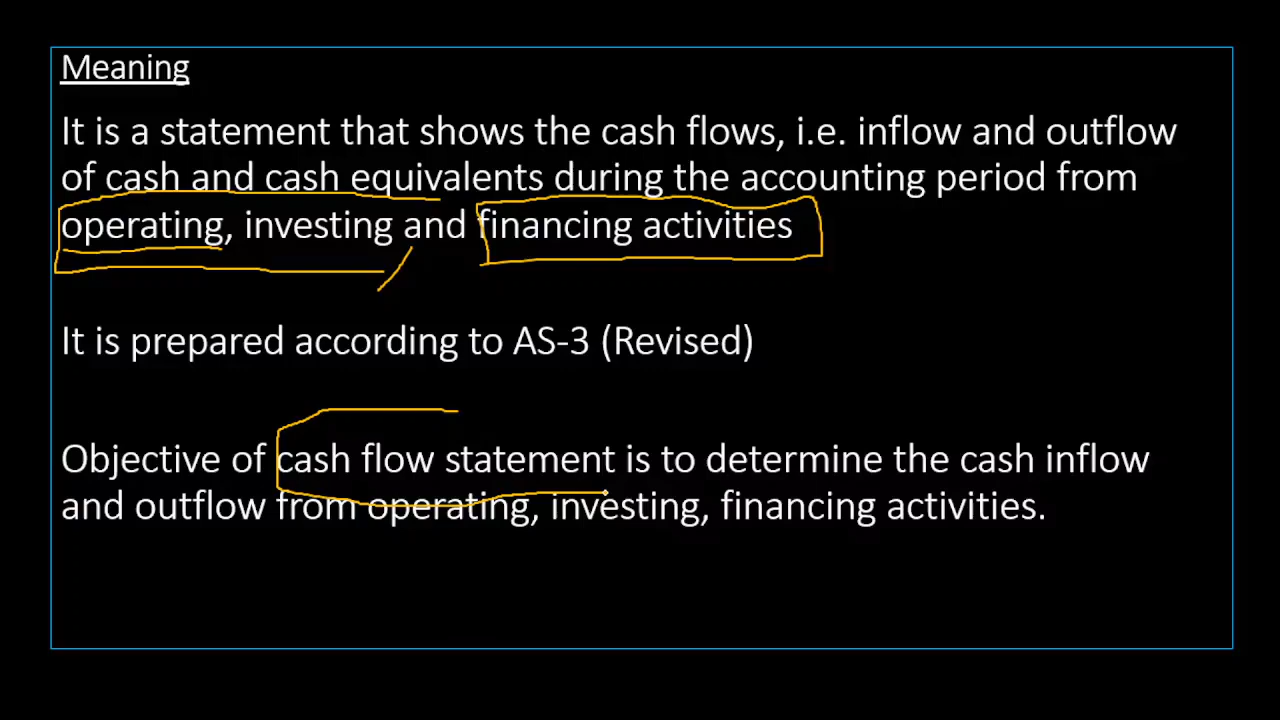 Meaning
It is a statement that shows the cash flows, i.e. inflow and outflow
of cash and cash equivalents during the accounting period from
operating, investing and financing activities
It is prepared according to AS-3 (Revised)
Objective of cash flow statement is to determine the cash inflow
and outflow from operating, investing, financing activities.